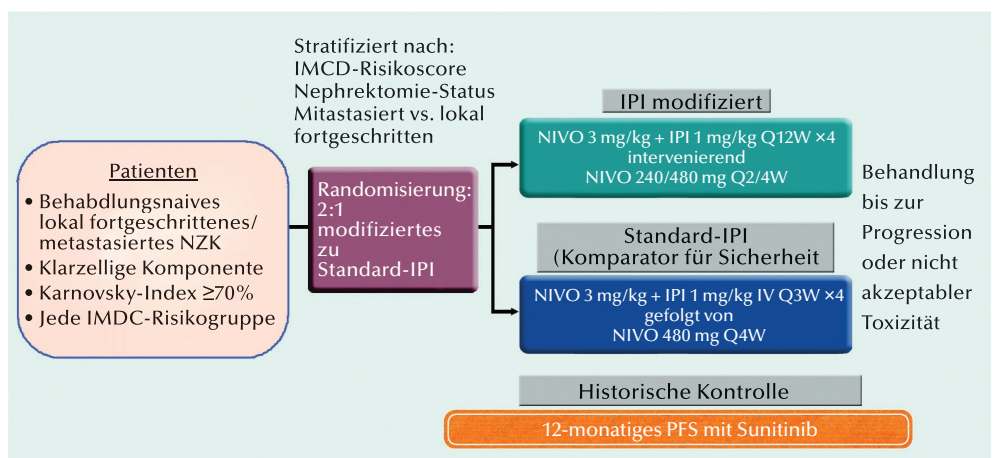 Stratifiziert nach:
IMCD-Risikoscore
Nephrektomie-Status
Mitastasiert vs. lokal
fortgeschritten
Patienten
• Behabdlungsnaives
lokal fortgeschrittenes/
metastasiertes NZK
• Klarzellige Komponente
• Karnovsky-Index ≥70%
• Jede IMDC-Risikogruppe
Randomisierung:
2:1
modifiziertes
zu
Standard-IPI
IPI modifiziert
NIVO 3 mg/kg + IPI 1 mg/kg Q12W ×4
intervenierend
NIVO 240/480 mg Q2/4W
Standard-IPI
(Komparator für Sicherheit
NIVO 3 mg/kg + IPI 1 mg/kg IV Q3W ×4
gefolgt von
NIVO 480 mg Q4W
Behandlung
bis zur
Progression
oder nicht
akzeptabler
Toxizität
Historische Kontrolle
12-monatiges PFS mit Sunitinib